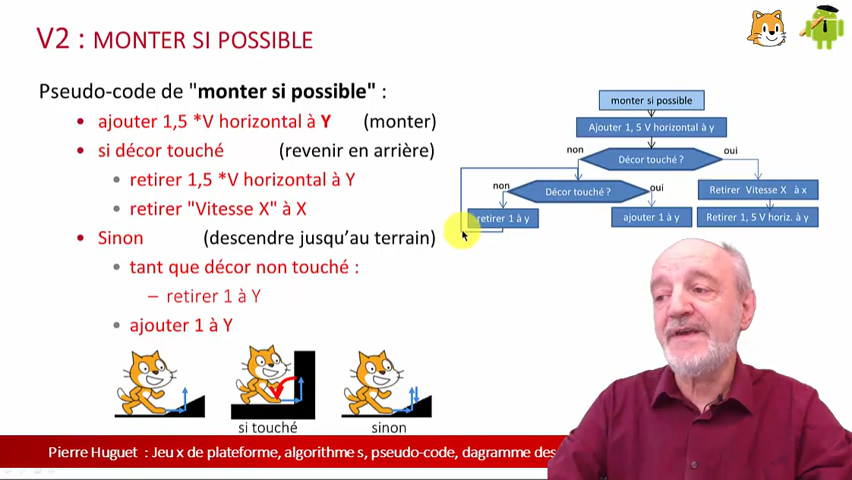 V2 : MONTER SI POSSIBLE
Pseudo-code de "monter si possible" :
• ajouter 1,5 *V horizontal à Y (monter)
• si décor touché (revenir en arrière)
• retirer 1,5 *V horizontal à Y
• retirer "Vitesse X" à X
• Sinon (descendre jusqu’au terrain)
• tant que décor non touché :
– retirer 1 à Y
• ajouter 1 à Y
si touché
sinon
monter si possible
Ajouter 1, 5 V horizontal à y
non
Décor touché ?
oui
Retirer Vitesse X à x
Retirer 1, 5 V horiz. à y
non
Décor touché ?
oui
retirer 1 à y
ajouter 1 à y
Pierre Huguet : Jeu x de plateforme, algorithme s, pseudo-code, dagramme des